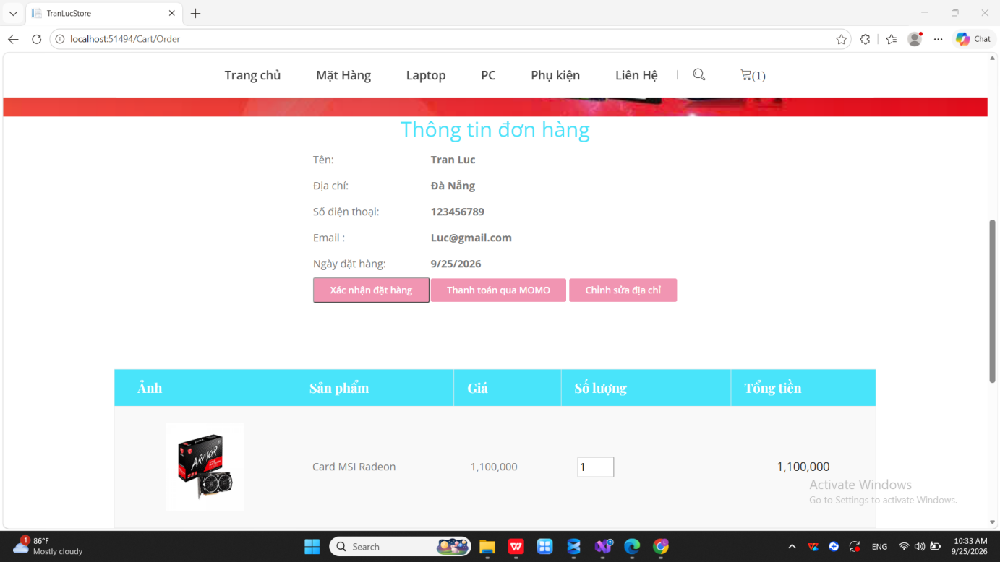 TranLucStore
localhost:51494/Cart/Order
Chat
Trang chủ Mặt Hàng Laptop PC Phụ kiện Liên Hệ (1)
Thông tin đơn hàng
Tên: Tran Luc
Địa chỉ: Đà Nẵng
Số điện thoại: 123456789
Email : Luc@gmail.com
Ngày đặt hàng: 9/25/2026
Xác nhận đặt hàng Thanh toán qua MOMO Chỉnh sửa địa chỉ
Ảnh Sản phẩm Giá Số lượng Tổng tiền
ARMOR
Card MSI Radeon 1,100,000 1 1,100,000
Activate Windows
Go to Settings to activate Windows.
1
86°F
Mostly cloudy
Search
ENG
10:33 AM
9/25/2026